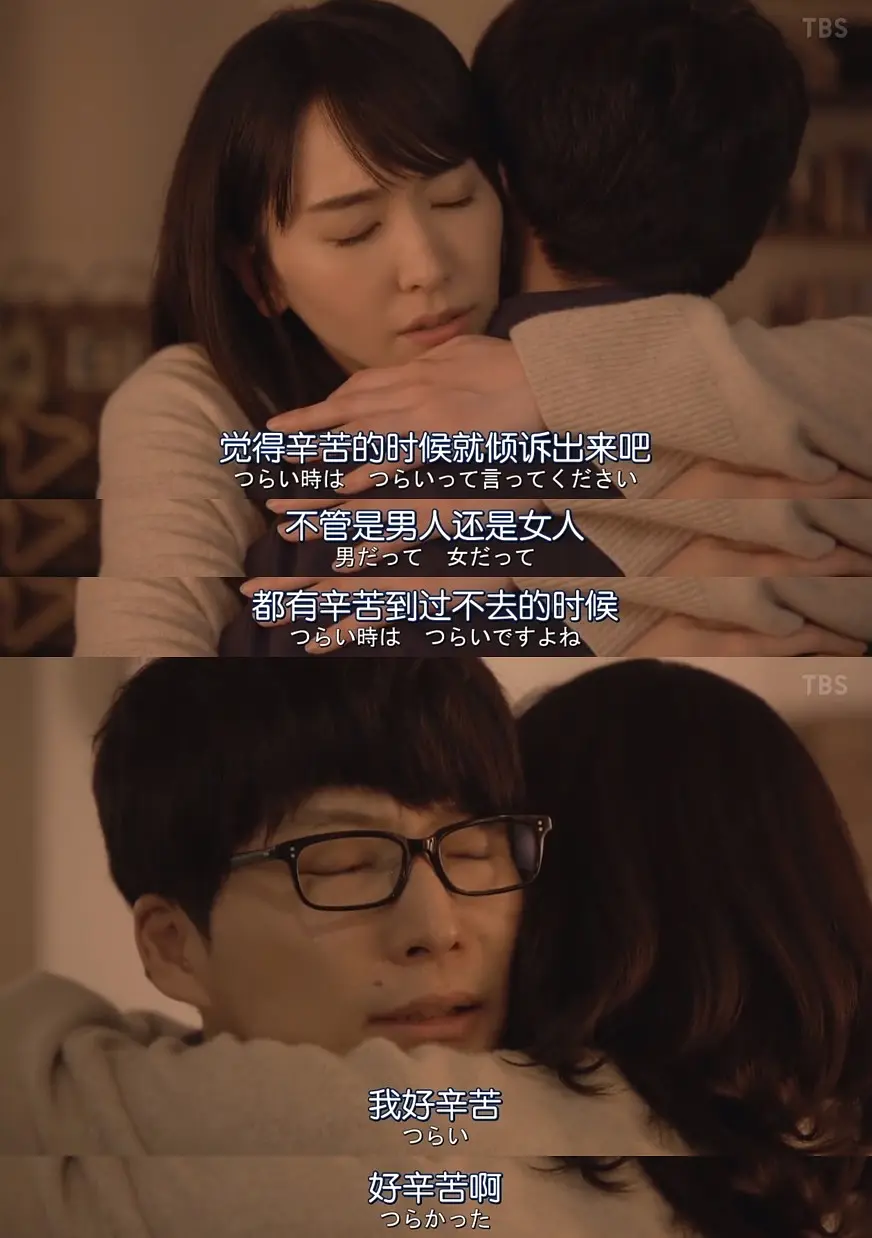 TBS
觉得辛苦的时候就倾诉出来吧
つらい時は　つらいって言ってください
不管是男人还是女人
男だって　女だって
都有辛苦到过不去的时候
つらい時は　つらいですよね
TBS
我好辛苦
つらい
好辛苦啊
つらかった